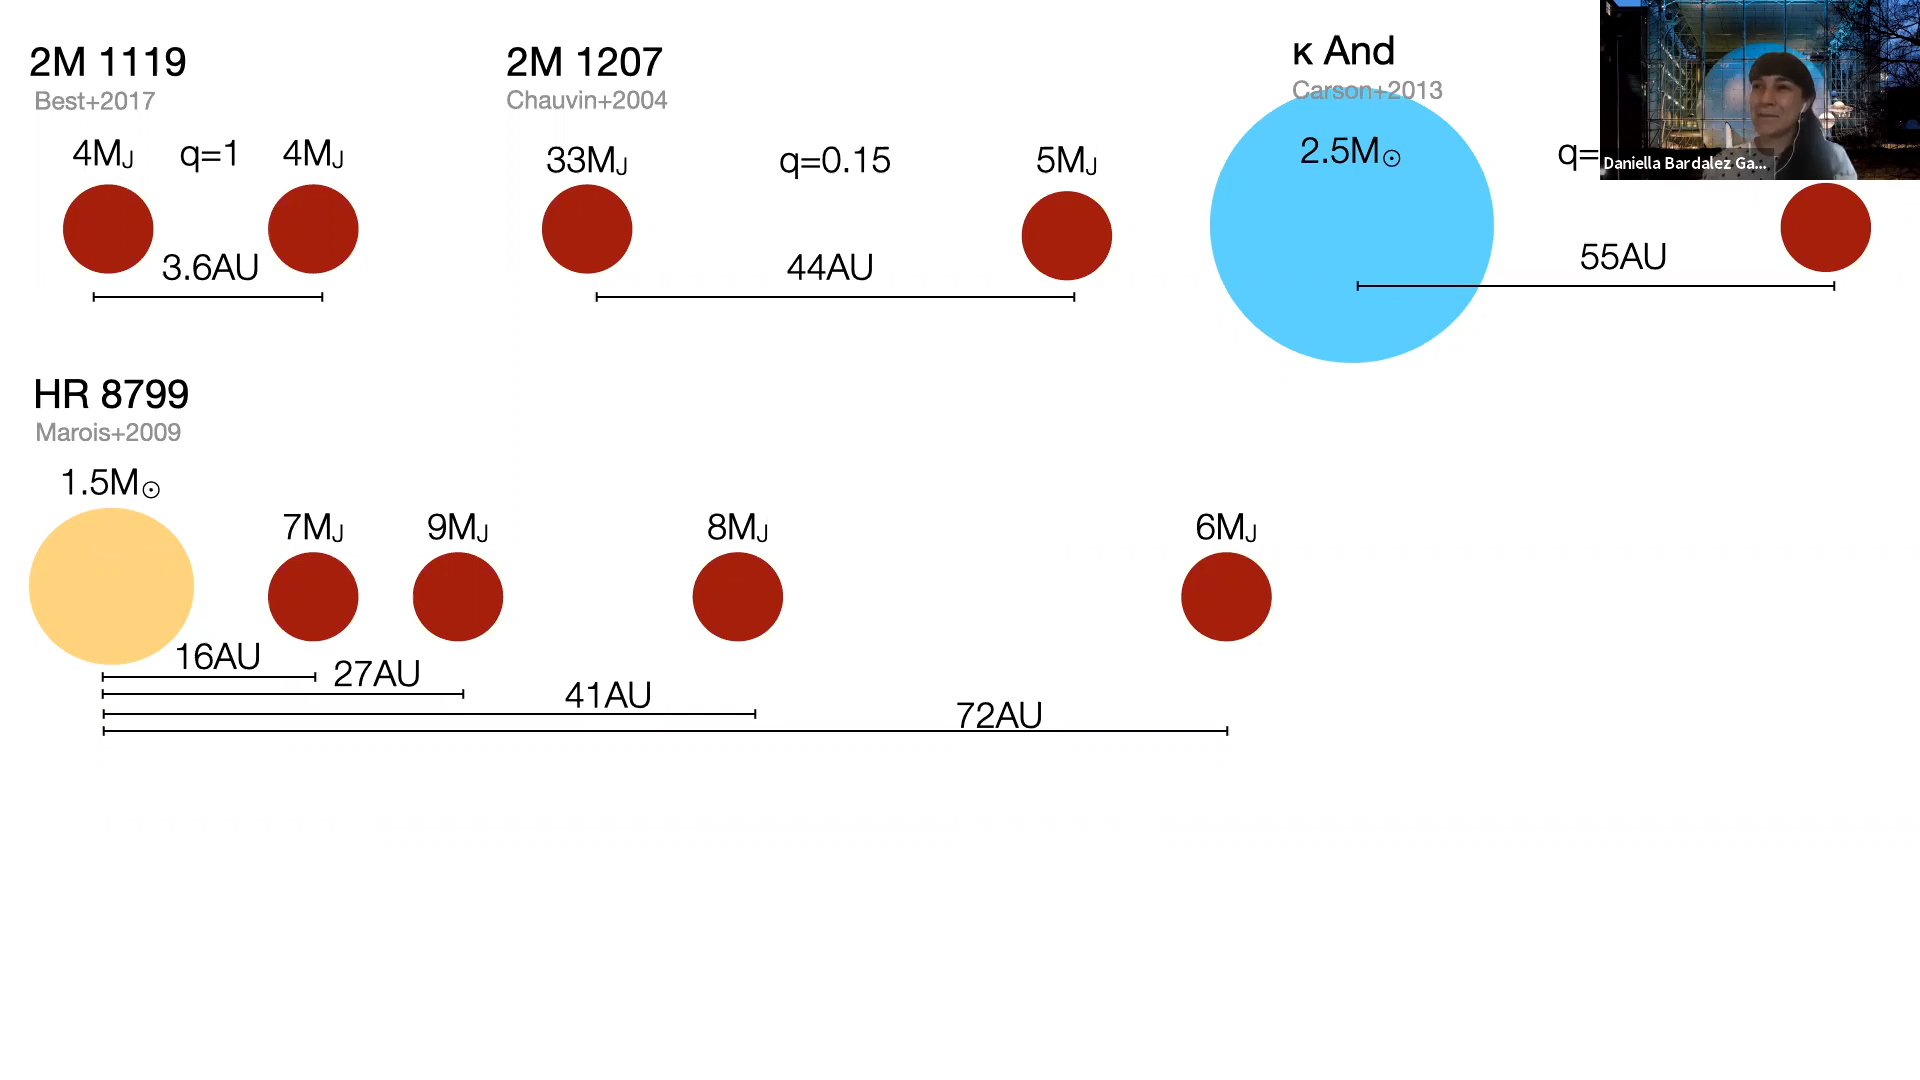 2M 1119
Best+2017
4MJ q=1 4MJ
3.6AU
2M 1207
Chauvin+2004
33MJ q=0.15 5MJ
44AU
κ And
Carson+2013
2.5M☉ q=
55AU
Daniella Bardalez Ga...
HR 8799
Marois+2009
1.5M☉
7MJ 9MJ 8MJ 6MJ
16AU
27AU
41AU
72AU